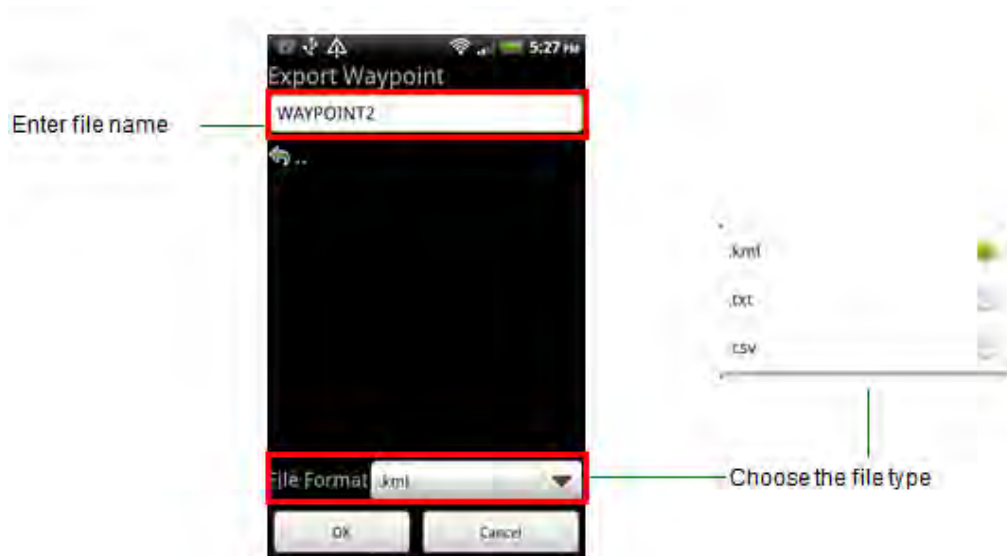 5:27 PM
Export Waypoint
WAYPOINT2
Enter file name
..
.kml
.txt
.csv
File Format .kml
Choose the file type
OK Cancel